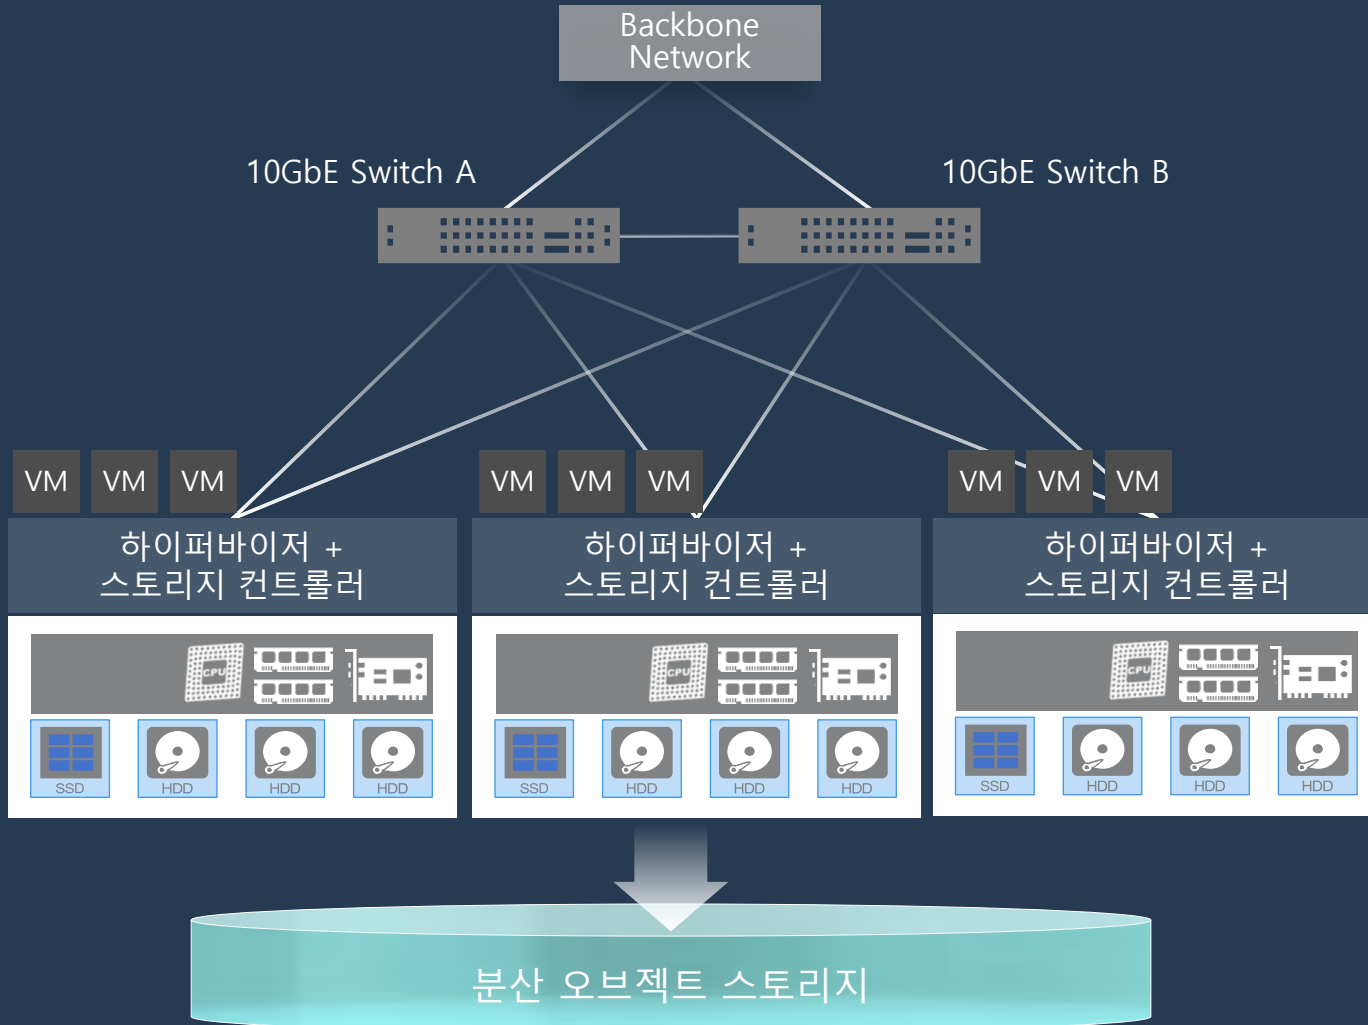 Backbone
Network
10GbE Switch A
10GbE Switch B
VM VM VM
VM VM VM
VM VM VM
하이퍼바이저 +
스토리지 컨트롤러
하이퍼바이저 +
스토리지 컨트롤러
하이퍼바이저 +
스토리지 컨트롤러
CPU
CPU
CPU
SSD HDD HDD HDD
SSD HDD HDD HDD
SSD HDD HDD HDD
분산 오브젝트 스토리지